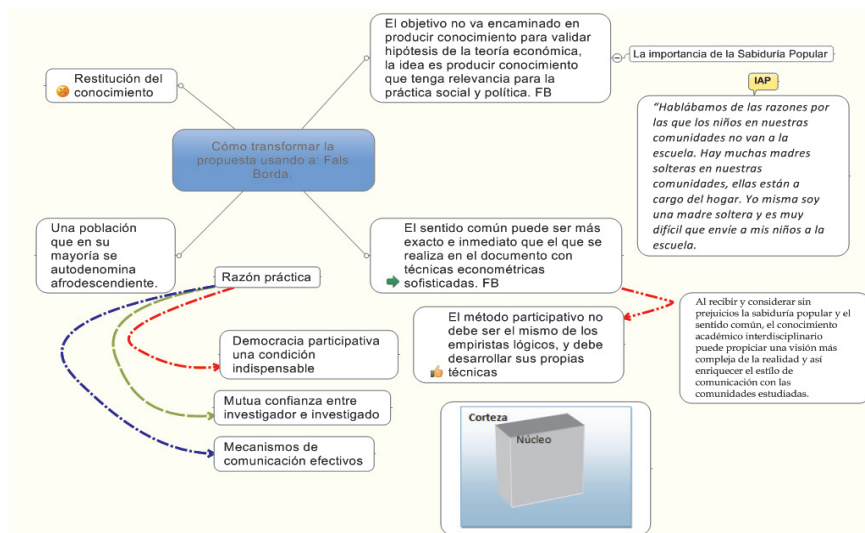 El objetivo no va encaminado en
producir conocimiento para validar
hipótesis de la teoría económica,
la idea es producir conocimiento
que tenga relevancia para la
práctica social y política. FB
La importancia de la Sabiduría Popular
Restitución del
conocimiento
IAP
“Hablábamos de las razones por
las que los niños en nuestras
comunidades no van a la
escuela. Hay muchas madres
solteras en nuestras
comunidades, ellas están a
cargo del hogar. Yo misma soy
una madre soltera y es muy
difícil que envíe a mis niños a la
escuela.
Cómo transformar la
propuesta usando a: Fals
Borda.
Una población
que en su
mayoría se
autodenomina
afrodescendiente.
El sentido común puede ser más
exacto e inmediato que el que se
realiza en el documento con
técnicas econométricas
sofisticadas. FB
Razón práctica
Al recibir y considerar sin
prejuicios la sabiduría popular y el
sentido común, el conocimiento
académico interdisciplinario
puede propiciar una visión más
compleja de la realidad y así
enriquecer el estilo de
comunicación con las
comunidades estudiadas.
El método participativo no
debe ser el mismo de los
empiristas lógicos, y debe
desarrollar sus propias
técnicas
Democracia participativa
una condición
indispensable
Mutua confianza entre
investigador e investigado
Mecanismos de
comunicación efectivos
Corteza
Núcleo